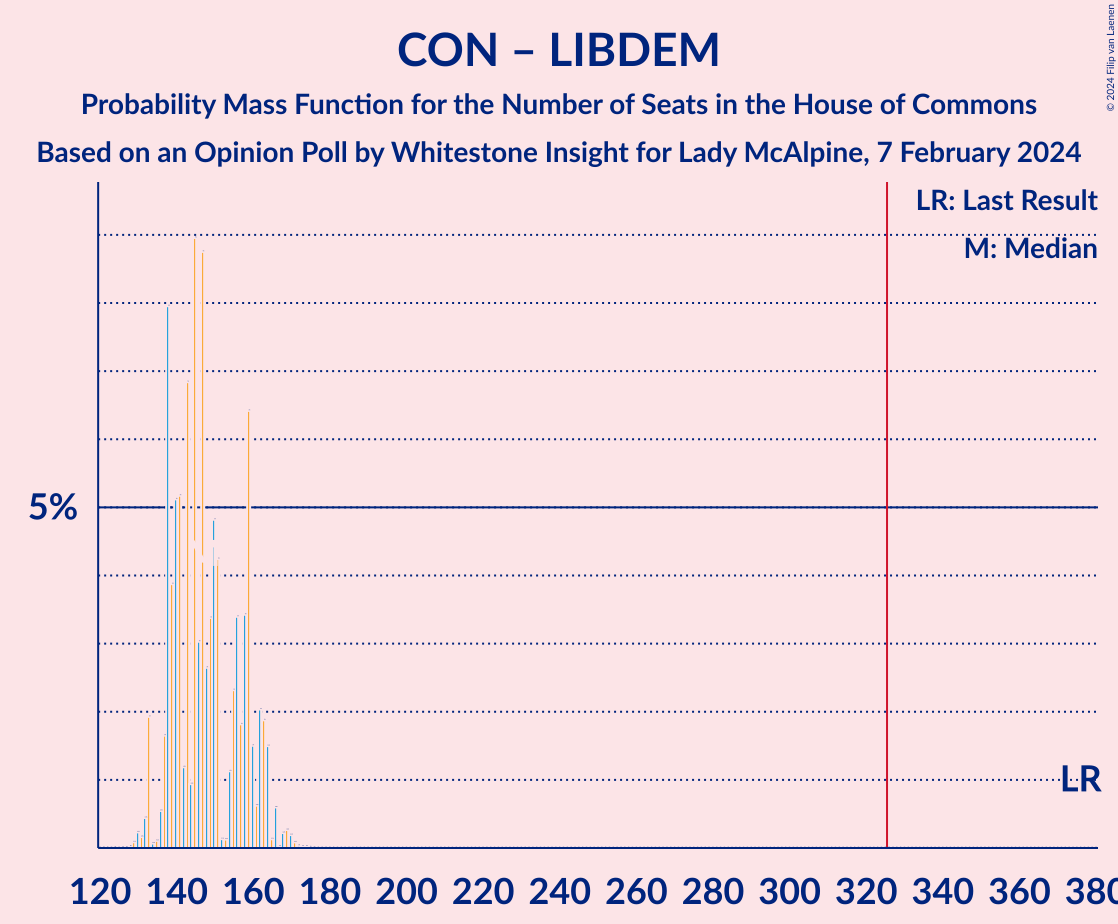 CON – LIBDEM
Probability Mass Function for the Number of Seats in the House of Commons
Based on an Opinion Poll by Whitestone Insight for Lady McAlpine, 7 February 2024
© 2024 Filip van Laenen
LR: Last Result
M: Median
5%
LR
120 140 160 180 200 220 240 260 280 300 320 340 360 380